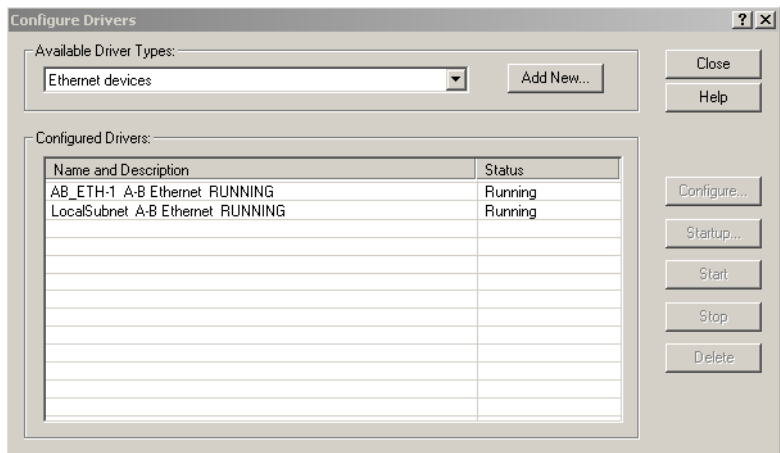 Configure Drivers
Available Driver Types:
Ethernet devices
Add New...
Close
Help
Configured Drivers:
Name and Description Status
AB_ETH-1 A-B Ethernet RUNNING Running
LocalSubnet A-B Ethernet RUNNING Running
Configure...
Startup...
Start
Stop
Delete